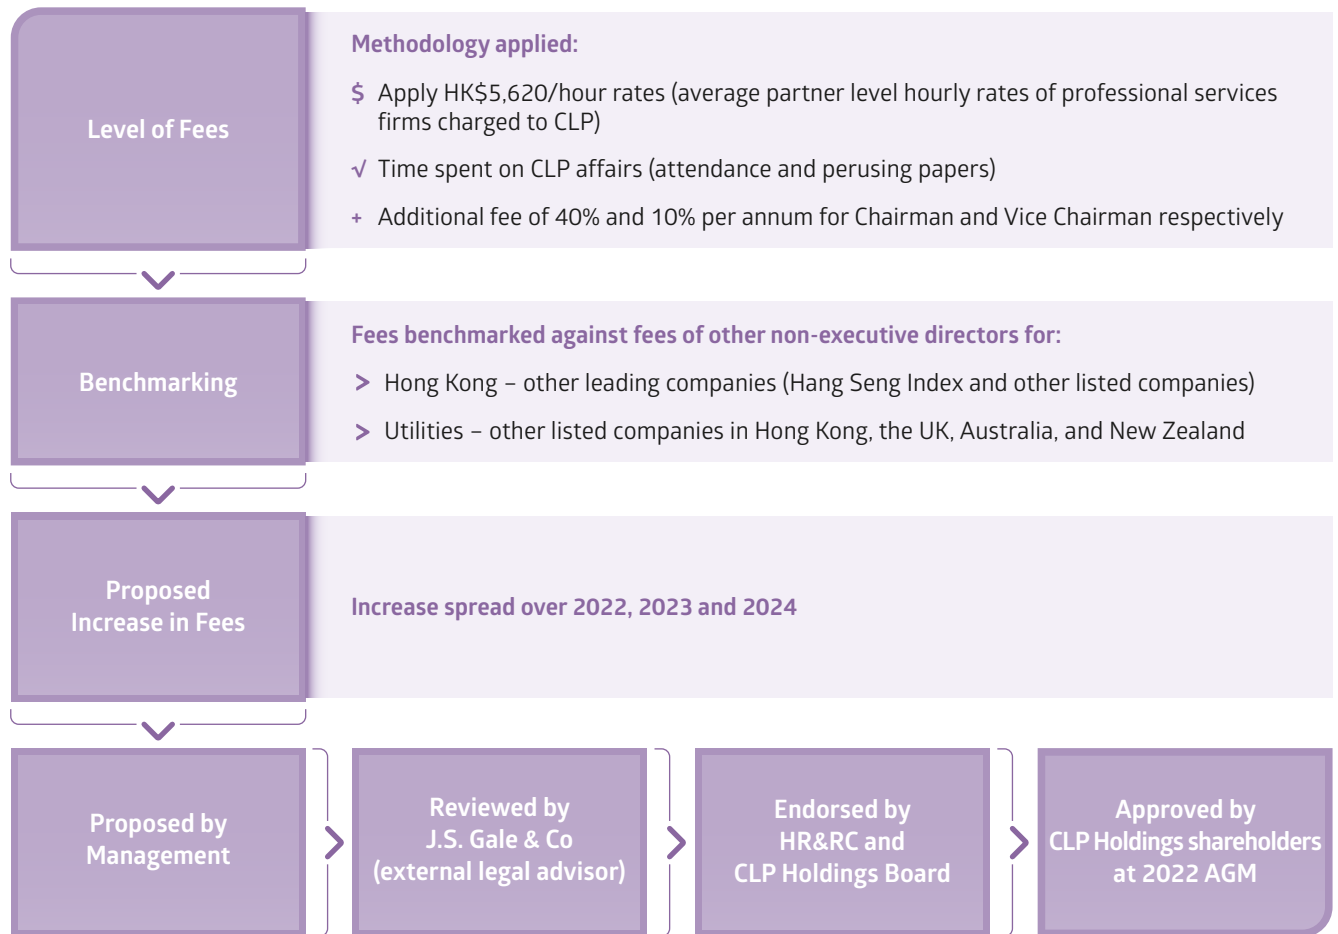 Level of Fees
Methodology applied:
$ Apply HK$5,620/hour rates (average partner level hourly rates of professional services
firms charged to CLP)
√ Time spent on CLP affairs (attendance and perusing papers)
+ Additional fee of 40% and 10% per annum for Chairman and Vice Chairman respectively
Benchmarking
Fees benchmarked against fees of other non-executive directors for:
> Hong Kong – other leading companies (Hang Seng Index and other listed companies)
> Utilities – other listed companies in Hong Kong, the UK, Australia, and New Zealand
Proposed
Increase in Fees
Increase spread over 2022, 2023 and 2024
Proposed by
Management
Reviewed by
J.S. Gale & Co
(external legal advisor)
Endorsed by
HR&RC and
CLP Holdings Board
Approved by
CLP Holdings shareholders
at 2022 AGM